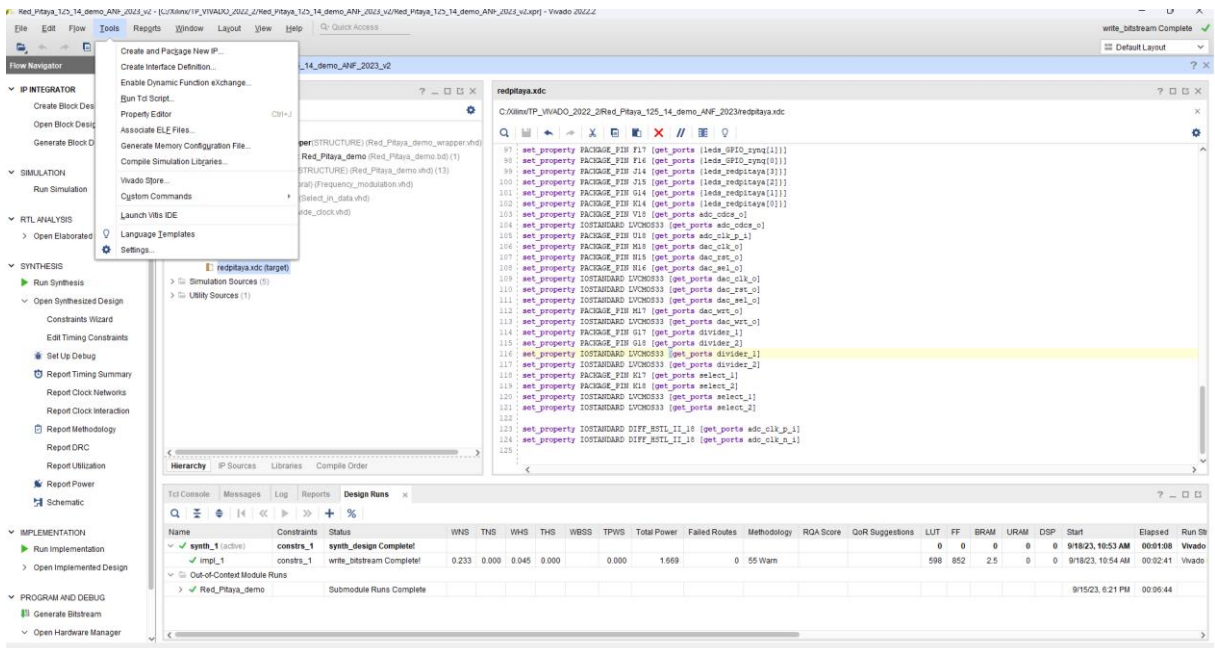 Red_Pitaya_125_14_demo_ANF_2023_v2 - [C:/Xilinx/TP_VIVADO_2022_2/Red_Pitaya_125_14_demo_ANF_2023_v2/Red_Pitaya_125_14_demo_ANF_2023_v2.xpr] - Vivado 2022.2
File Edit Flow Tools Reports Window Layout View Help Quick Access
write_bitstream Complete
Default Layout
Flow Navigator
_14_demo_ANF_2023_v2
Create and Package New IP...
Create Interface Definition...
Enable Dynamic Function eXchange...
Run Tcl Script...
Property Editor Ctrl+J
Associate ELF Files...
Generate Memory Configuration File...
Compile Simulation Libraries...
Vivado Store...
Custom Commands
Launch Vitis IDE
Language Templates
Settings...
IP INTEGRATOR
Create Block Des
Open Block Desig
Generate Block D
SIMULATION
Run Simulation
RTL ANALYSIS
Open Elaborated
SYNTHESIS
Run Synthesis
Open Synthesized Design
Constraints Wizard
Edit Timing Constraints
Set Up Debug
Report Timing Summary
Report Clock Networks
Report Clock Interaction
Report Methodology
Report DRC
Report Utilization
Report Power
Schematic
IMPLEMENTATION
Run Implementation
Open Implemented Design
PROGRAM AND DEBUG
Generate Bitstream
Open Hardware Manager
per(STRUCTURE) (Red_Pitaya_demo_wrapper.vhd)
: Red_Pitaya_demo (Red_Pitaya_demo.bd) (1)
STRUCTURE) (Red_Pitaya_demo.vhd) (13)
oral) (Frequency_modulation.vhd)
(Select_in_data.vhd)
vide_clock.vhd)
redpitaya.xdc (target)
Simulation Sources (5)
Utility Sources (1)
Hierarchy IP Sources Libraries Compile Order
redpitaya.xdc
C:/Xilinx/TP_VIVADO_2022_2/Red_Pitaya_125_14_demo_ANF_2023/redpitaya.xdc
97 set_property PACKAGE_PIN F17 [get_ports {leds_GPIO_zynq[1]}]
98 set_property PACKAGE_PIN F16 [get_ports {leds_GPIO_zynq[0]}]
99 set_property PACKAGE_PIN J14 [get_ports {leds_redpitaya[3]}]
100 set_property PACKAGE_PIN J15 [get_ports {leds_redpitaya[2]}]
101 set_property PACKAGE_PIN G14 [get_ports {leds_redpitaya[1]}]
102 set_property PACKAGE_PIN K14 [get_ports {leds_redpitaya[0]}]
103 set_property PACKAGE_PIN V18 [get_ports adc_cdcs_o]
104 set_property IOSTANDARD LVCMOS33 [get_ports adc_cdcs_o]
105 set_property PACKAGE_PIN U18 [get_ports adc_clk_p_i]
106 set_property PACKAGE_PIN M18 [get_ports dac_clk_o]
107 set_property PACKAGE_PIN N15 [get_ports dac_rst_o]
108 set_property PACKAGE_PIN N16 [get_ports dac_sel_o]
109 set_property IOSTANDARD LVCMOS33 [get_ports dac_clk_o]
110 set_property IOSTANDARD LVCMOS33 [get_ports dac_rst_o]
111 set_property IOSTANDARD LVCMOS33 [get_ports dac_sel_o]
112 set_property PACKAGE_PIN M17 [get_ports dac_wrt_o]
113 set_property IOSTANDARD LVCMOS33 [get_ports dac_wrt_o]
114 set_property PACKAGE_PIN G17 [get_ports divider_1]
115 set_property PACKAGE_PIN G18 [get_ports divider_2]
116 set_property IOSTANDARD LVCMOS33 [get_ports divider_1]
117 set_property IOSTANDARD LVCMOS33 [get_ports divider_2]
118 set_property PACKAGE_PIN K17 [get_ports select_1]
119 set_property PACKAGE_PIN K18 [get_ports select_2]
120 set_property IOSTANDARD LVCMOS33 [get_ports select_1]
121 set_property IOSTANDARD LVCMOS33 [get_ports select_2]
122
123 set_property IOSTANDARD DIFF_HSTL_II_18 [get_ports adc_clk_p_i]
124 set_property IOSTANDARD DIFF_HSTL_II_18 [get_ports adc_clk_n_i]
125
Tcl Console Messages Log Reports Design Runs
Name Constraints Status WNS TNS WHS THS WBSS TPWS Total Power Failed Routes Methodology RQA Score QoR Suggestions LUT FF BRAM URAM DSP Start Elapsed Run Str
synth_1 (active) constrs_1 synth_design Complete! 0 0 0 0 0 9/18/23, 10:53 AM 00:01:08 Vivado
impl_1 constrs_1 write_bitstream Complete! 0.233 0.000 0.045 0.000 0.000 1.669 0 55 Warn 598 852 2.5 0 0 9/18/23, 10:54 AM 00:02:41 Vivado
Out-of-Context Module Runs
Red_Pitaya_demo Submodule Runs Complete 9/15/23, 6:21 PM 00:06:44